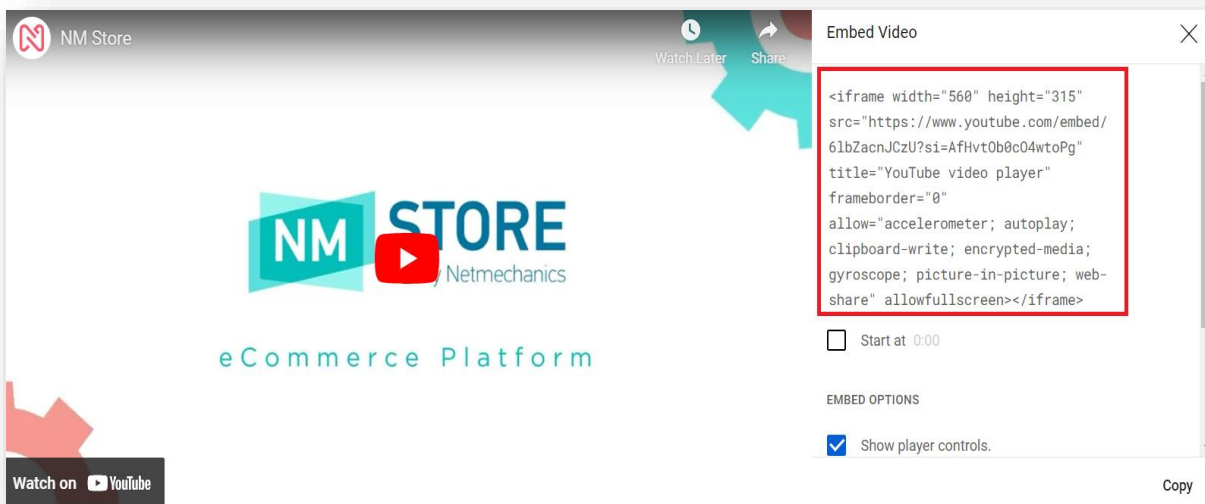 NM Store
Watch Later
Share
NM
STORE
y Netmechanics
eCommerce Platform
Watch on YouTube
Embed Video
<iframe width="560" height="315"
src="https://www.youtube.com/embed/
6lbZacnJCzU?si=AfHvtOb0cO4wtoPg"
title="YouTube video player"
frameborder="0"
allow="accelerometer; autoplay;
clipboard-write; encrypted-media;
gyroscope; picture-in-picture; web-
share" allowfullscreen></iframe>
Start at 0:00
EMBED OPTIONS
Show player controls.
Copy